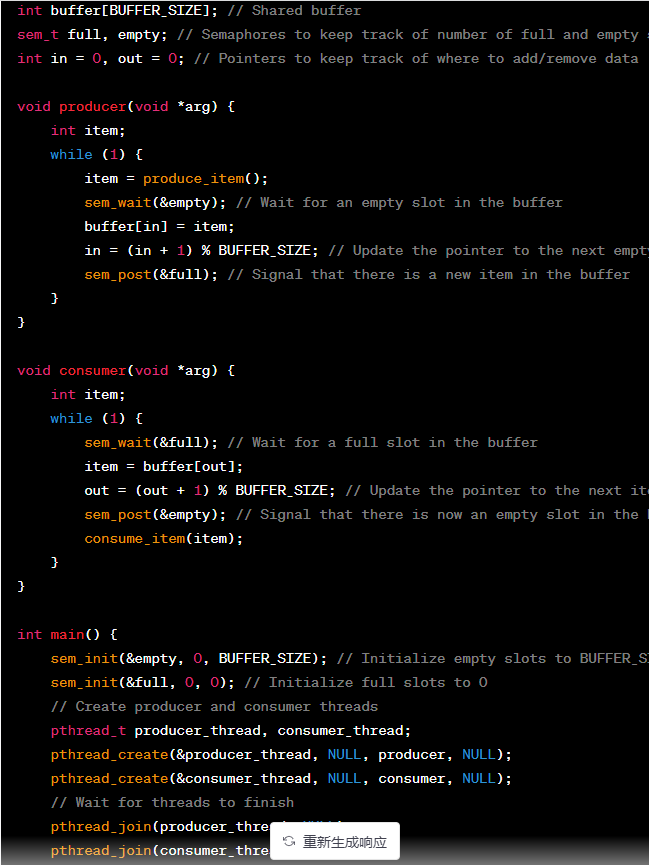 int buffer[BUFFER_SIZE]; // Shared buffer
sem_t full, empty; // Semaphores to keep track of number of full and empty
int in = 0, out = 0; // Pointers to keep track of where to add/remove data
void producer(void *arg) {
int item;
while (1) {
item = produce_item();
sem_wait(&empty); // Wait for an empty slot in the buffer
buffer[in] = item;
in = (in + 1) % BUFFER_SIZE; // Update the pointer to the next empty
sem_post(&full); // Signal that there is a new item in the buffer
}
}
void consumer(void *arg) {
int item;
while (1) {
sem_wait(&full); // Wait for a full slot in the buffer
item = buffer[out];
out = (out + 1) % BUFFER_SIZE; // Update the pointer to the next
sem_post(&empty); // Signal that there is now an empty slot in the
consume_item(item);
}
}
int main() {
sem_init(&empty, 0, BUFFER_SIZE); // Initialize empty slots to
sem_init(&full, 0, 0); // Initialize full slots to 0
// Create producer and consumer threads
pthread_t producer_thread, consumer_thread;
pthread_create(&producer_thread, NULL, producer, NULL);
pthread_create(&consumer_thread, NULL, consumer, NULL);
// Wait for threads to finish
pthread_join(
pthread_join(
重新生成响应